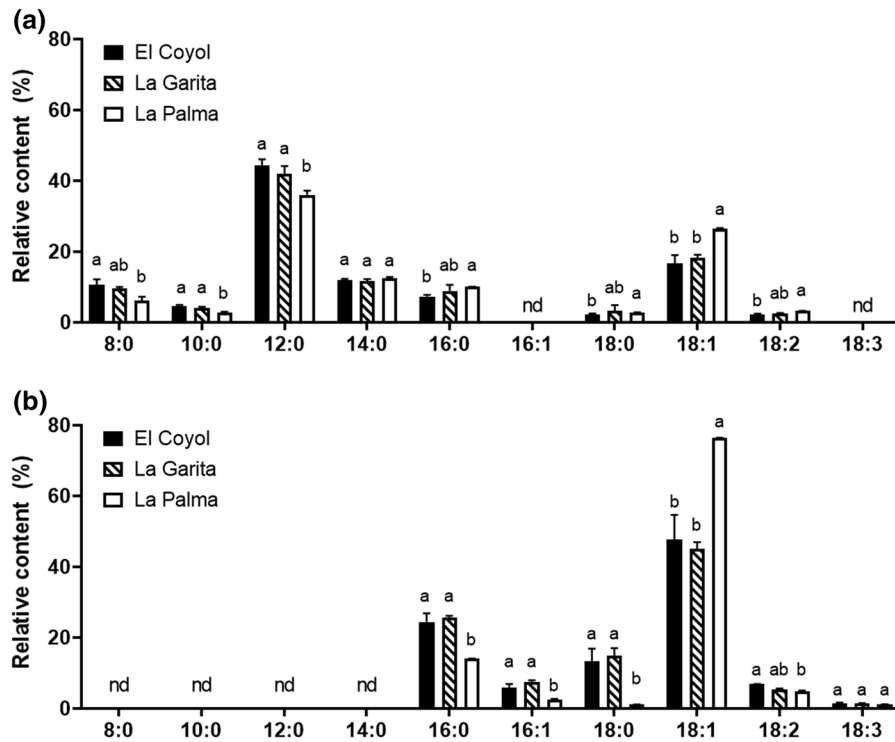 (a)
Relative content (%)
80
60
40
20
0
El Coyol
La Garita
La Palma
a ab b
a a b
a a b
a a a
b ab a
nd
b ab a
b b a
b ab a
nd
8:0 10:0 12:0 14:0 16:0 16:1 18:0 18:1 18:2 18:3
(b)
Relative content (%)
80
60
40
20
0
El Coyol
La Garita
La Palma
nd
nd
nd
nd
a a b
a a b
a a b
b b a
a ab b
a a a
8:0 10:0 12:0 14:0 16:0 16:1 18:0 18:1 18:2 18:3